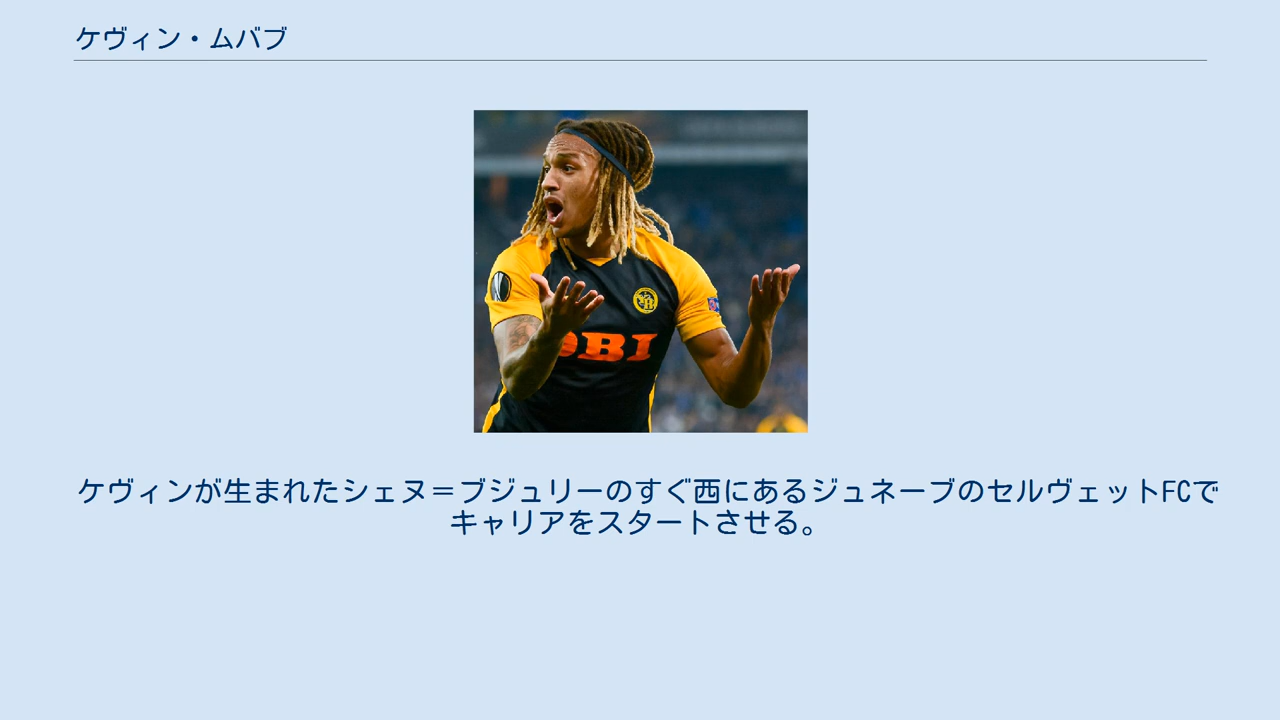 ケヴィン・ムバブ
OBI
ケヴィンが生まれたシェヌ＝ブジュリーのすぐ西にあるジュネーブのセルヴェットFCで
キャリアをスタートさせる。